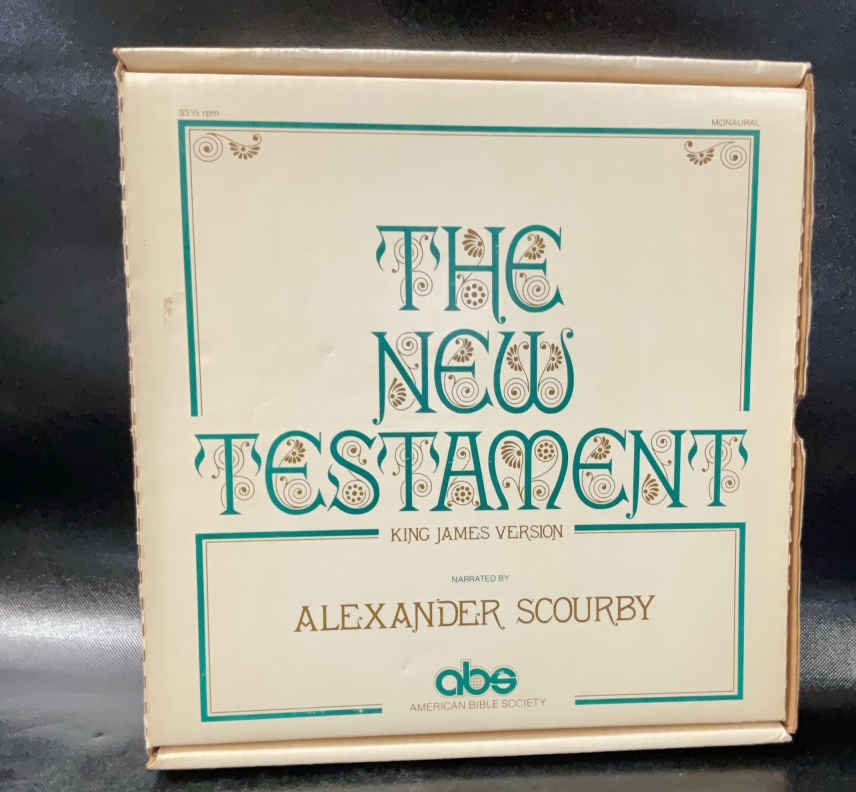 33⅓ rpm
MONAURAL
THE
NEW
TESTAMENT
KING JAMES VERSION
NARRATED BY
ALEXANDER SCOURBY
abs
AMERICAN BIBLE SOCIETY